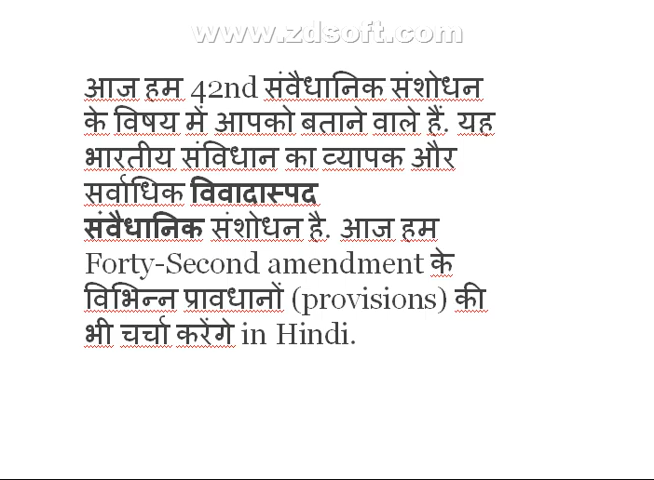 www.zdsoft.com
आज हम 42nd संवैधानिक संशोधन
के विषय में आपको बताने वाले हैं. यह
भारतीय संविधान का व्यापक और
सर्वाधिक विवादास्पद
संवैधानिक संशोधन है. आज हम
Forty-Second amendment के
विभिन्न प्रावधानों (provisions) की
भी चर्चा करेंगे in Hindi.